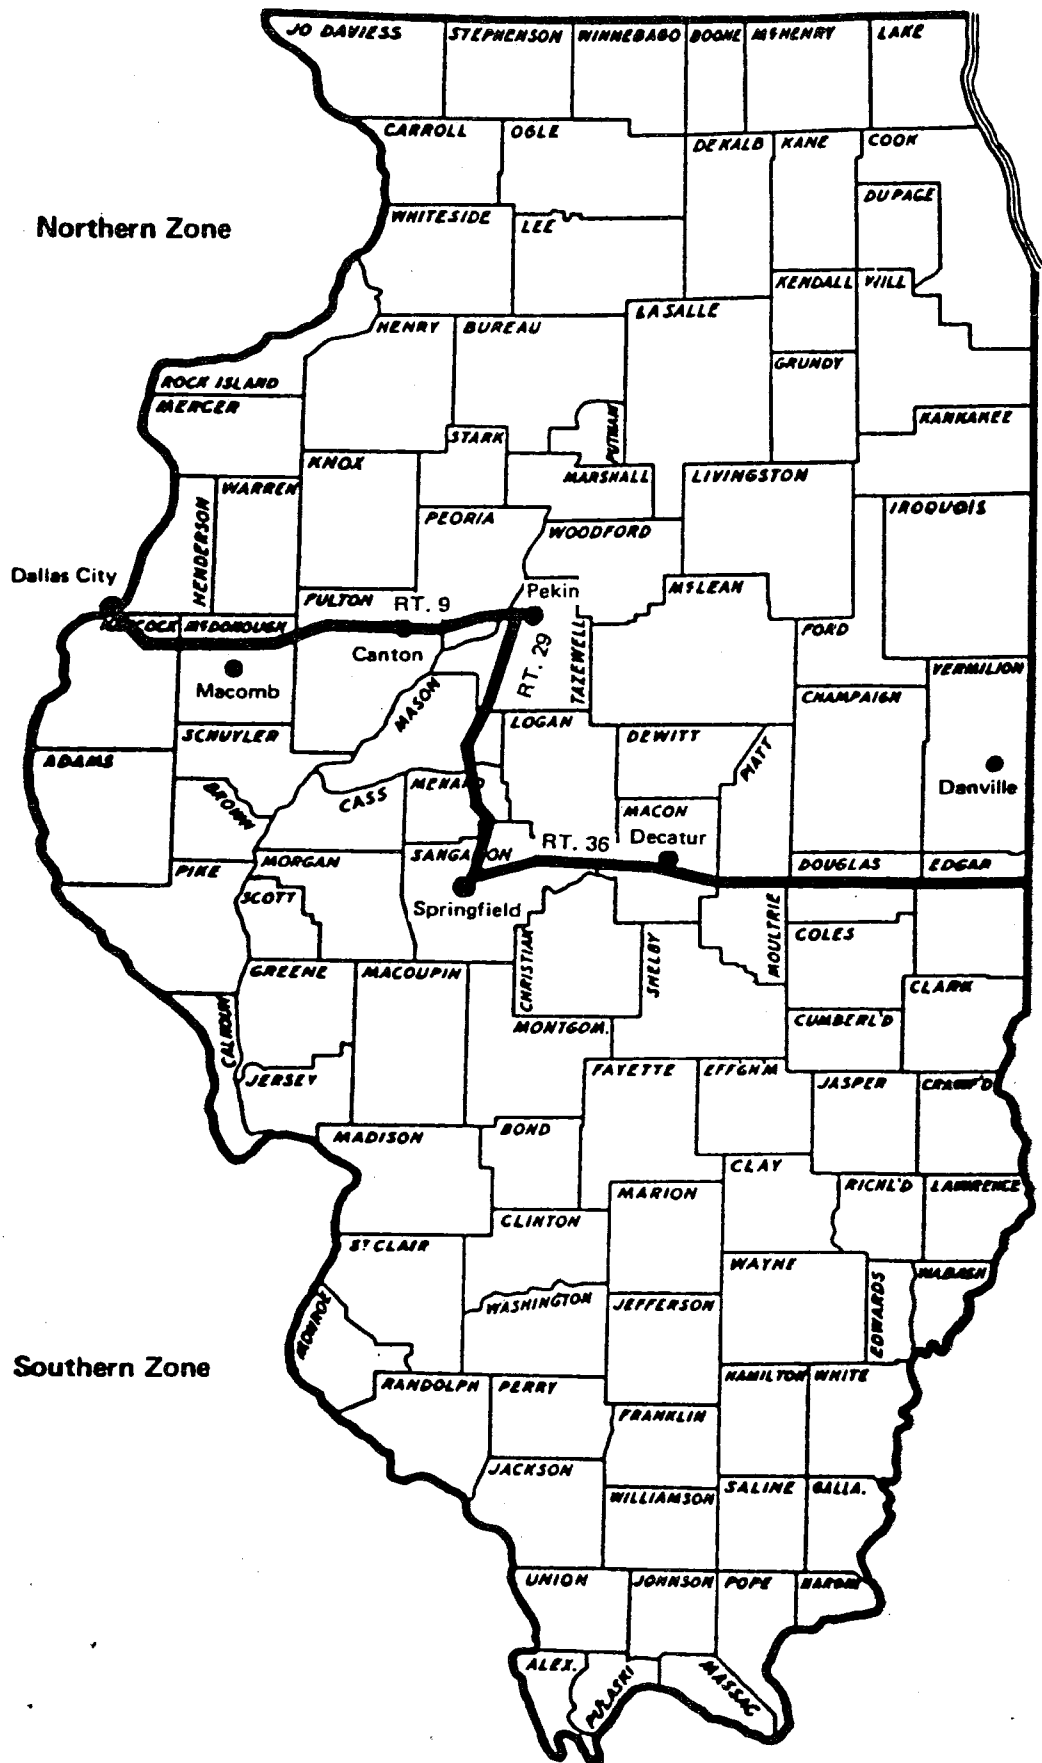 JO DAVIESS
STEPHENSON
WINNEBAGO
BOONE
McHENRY
LAKE
CARROLL
OGLE
DEKALB
KANE
COOK
DU PAGE
Northern Zone
WHITESIDE
LEE
KENDALL
WILL
LA SALLE
HENRY
BUREAU
GRUNDY
ROCK ISLAND
MERCER
KANKAKEE
PUTNAM
STARK
KNOX
MARSHALL
LIVINGSTON
WARREN
HENDERSON
PEORIA
WOODFORD
IROQUOIS
Dallas City
FULTON
RT. 9
Pekin
McLEAN
McDONOUGH
FORD
Canton
RT. 29
TAZEWELL
Macomb
VERMILION
MASON
CHAMPAIGN
LOGAN
SCHUYLER
DEWITT
ADAMS
PIATT
BROWN
CASS
MENARD
Danville
MACON
RT. 36
Decatur
PIKE
MORGAN
DOUGLAS
EDGAR
SCOTT
Springfield
CHRISTIAN
SHELBY
MOULTRIE
COLES
GREENE
MACOUPIN
CLARK
CALHOUN
MONTGOM.
CUMBERL'D
JERSEY
FAYETTE
EFFGH'M
JASPER
CRAWF'D
MADISON
BOND
CLAY
RICHL'D
LAWRENCE
MARION
CLINTON
ST CLAIR
WAYNE
WABASH
EDWARDS
MONROE
WASHINGTON
JEFFERSON
Southern Zone
RANDOLPH
PERRY
HAMILTON
WHITE
FRANKLIN
JACKSON
WILLIAMSON
SALINE
GALLA.
UNION
JOHNSON
POPE
HARDIN
ALEX.
PULASKI
MASSAC